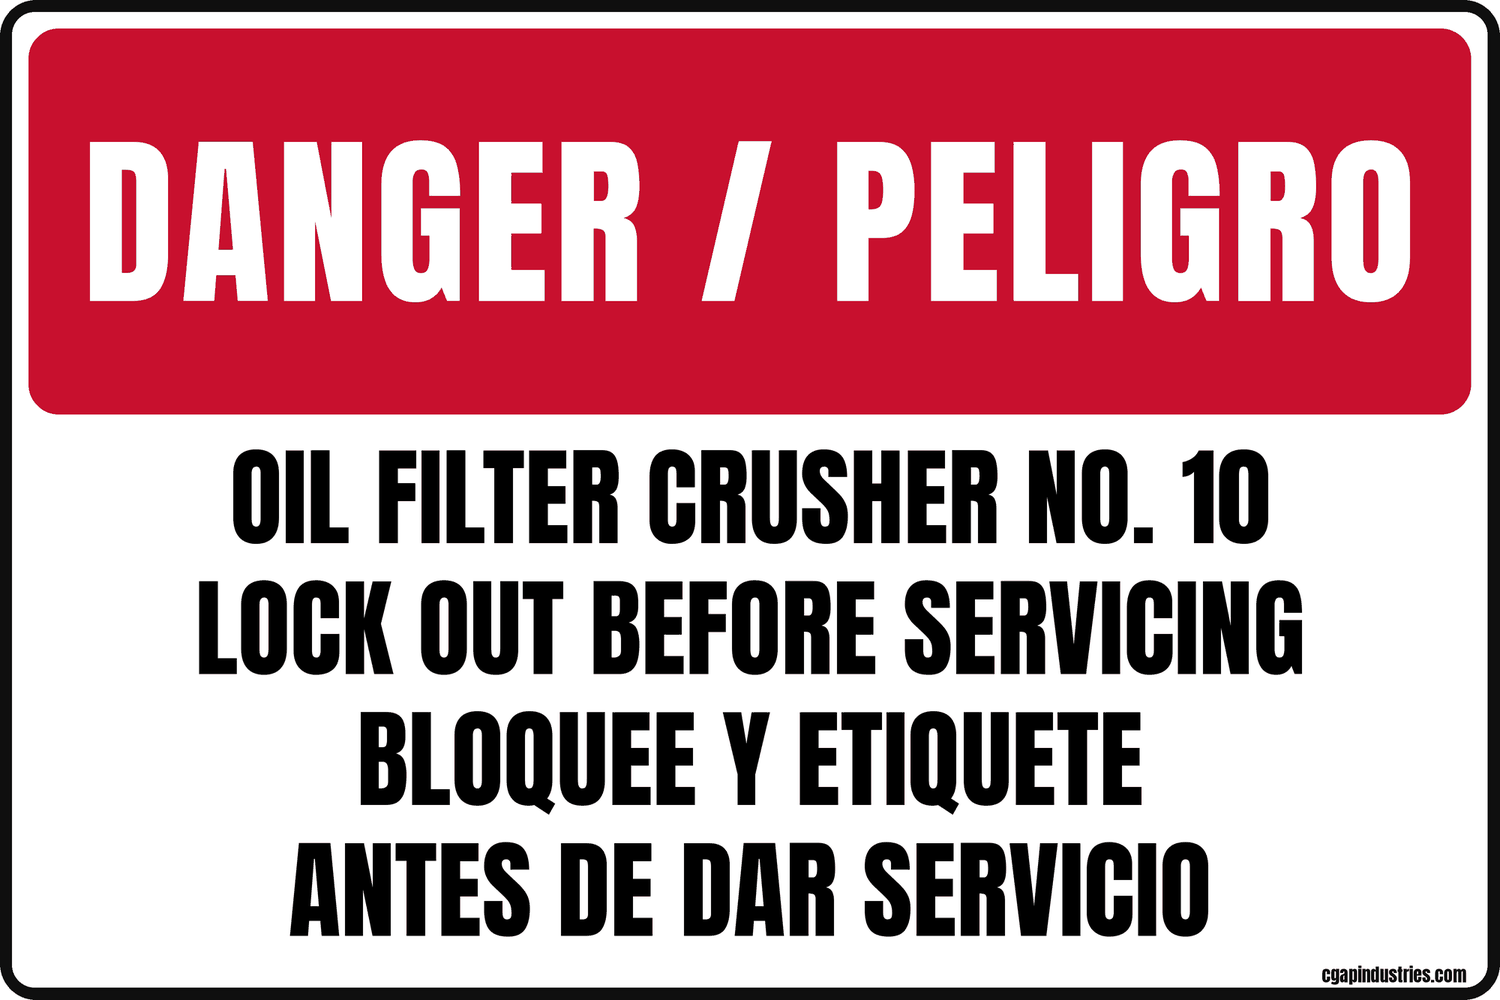 DANGER / PELIGRO
OIL FILTER CRUSHER NO. 10
LOCK OUT BEFORE SERVICING
BLOQUEE Y ETIQUETE
ANTES DE DAR SERVICIO
cgapindustries.com